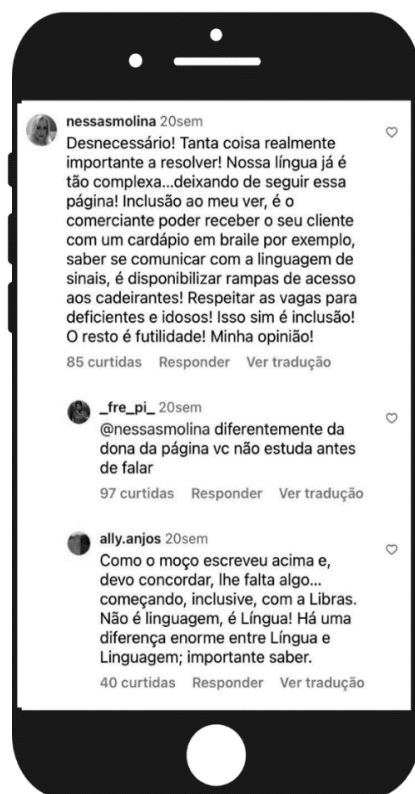 nessasmolina 20sem
Desnecessário! Tanta coisa realmente
importante a resolver! Nossa língua já é
tão complexa...deixando de seguir essa
página! Inclusão ao meu ver, é o
comerciante poder receber o seu cliente
com um cardápio em braile por exemplo,
saber se comunicar com a linguagem de
sinais, é disponibilizar rampas de acesso
aos cadeirantes! Respeitar as vagas para
deficientes e idosos! Isso sim é inclusão!
O resto é futilidade! Minha opinião!
85 curtidas Responder Ver tradução
_fre_pi_ 20sem
@nessasmolina diferentemente da
dona da página vc não estuda antes
de falar
97 curtidas Responder Ver tradução
ally.anjos 20sem
Como o moço escreveu acima e,
devo concordar, lhe falta algo...
começando, inclusive, com a Libras.
Não é linguagem, é Língua! Há uma
diferença enorme entre Língua e
Linguagem; importante saber.
40 curtidas Responder Ver tradução